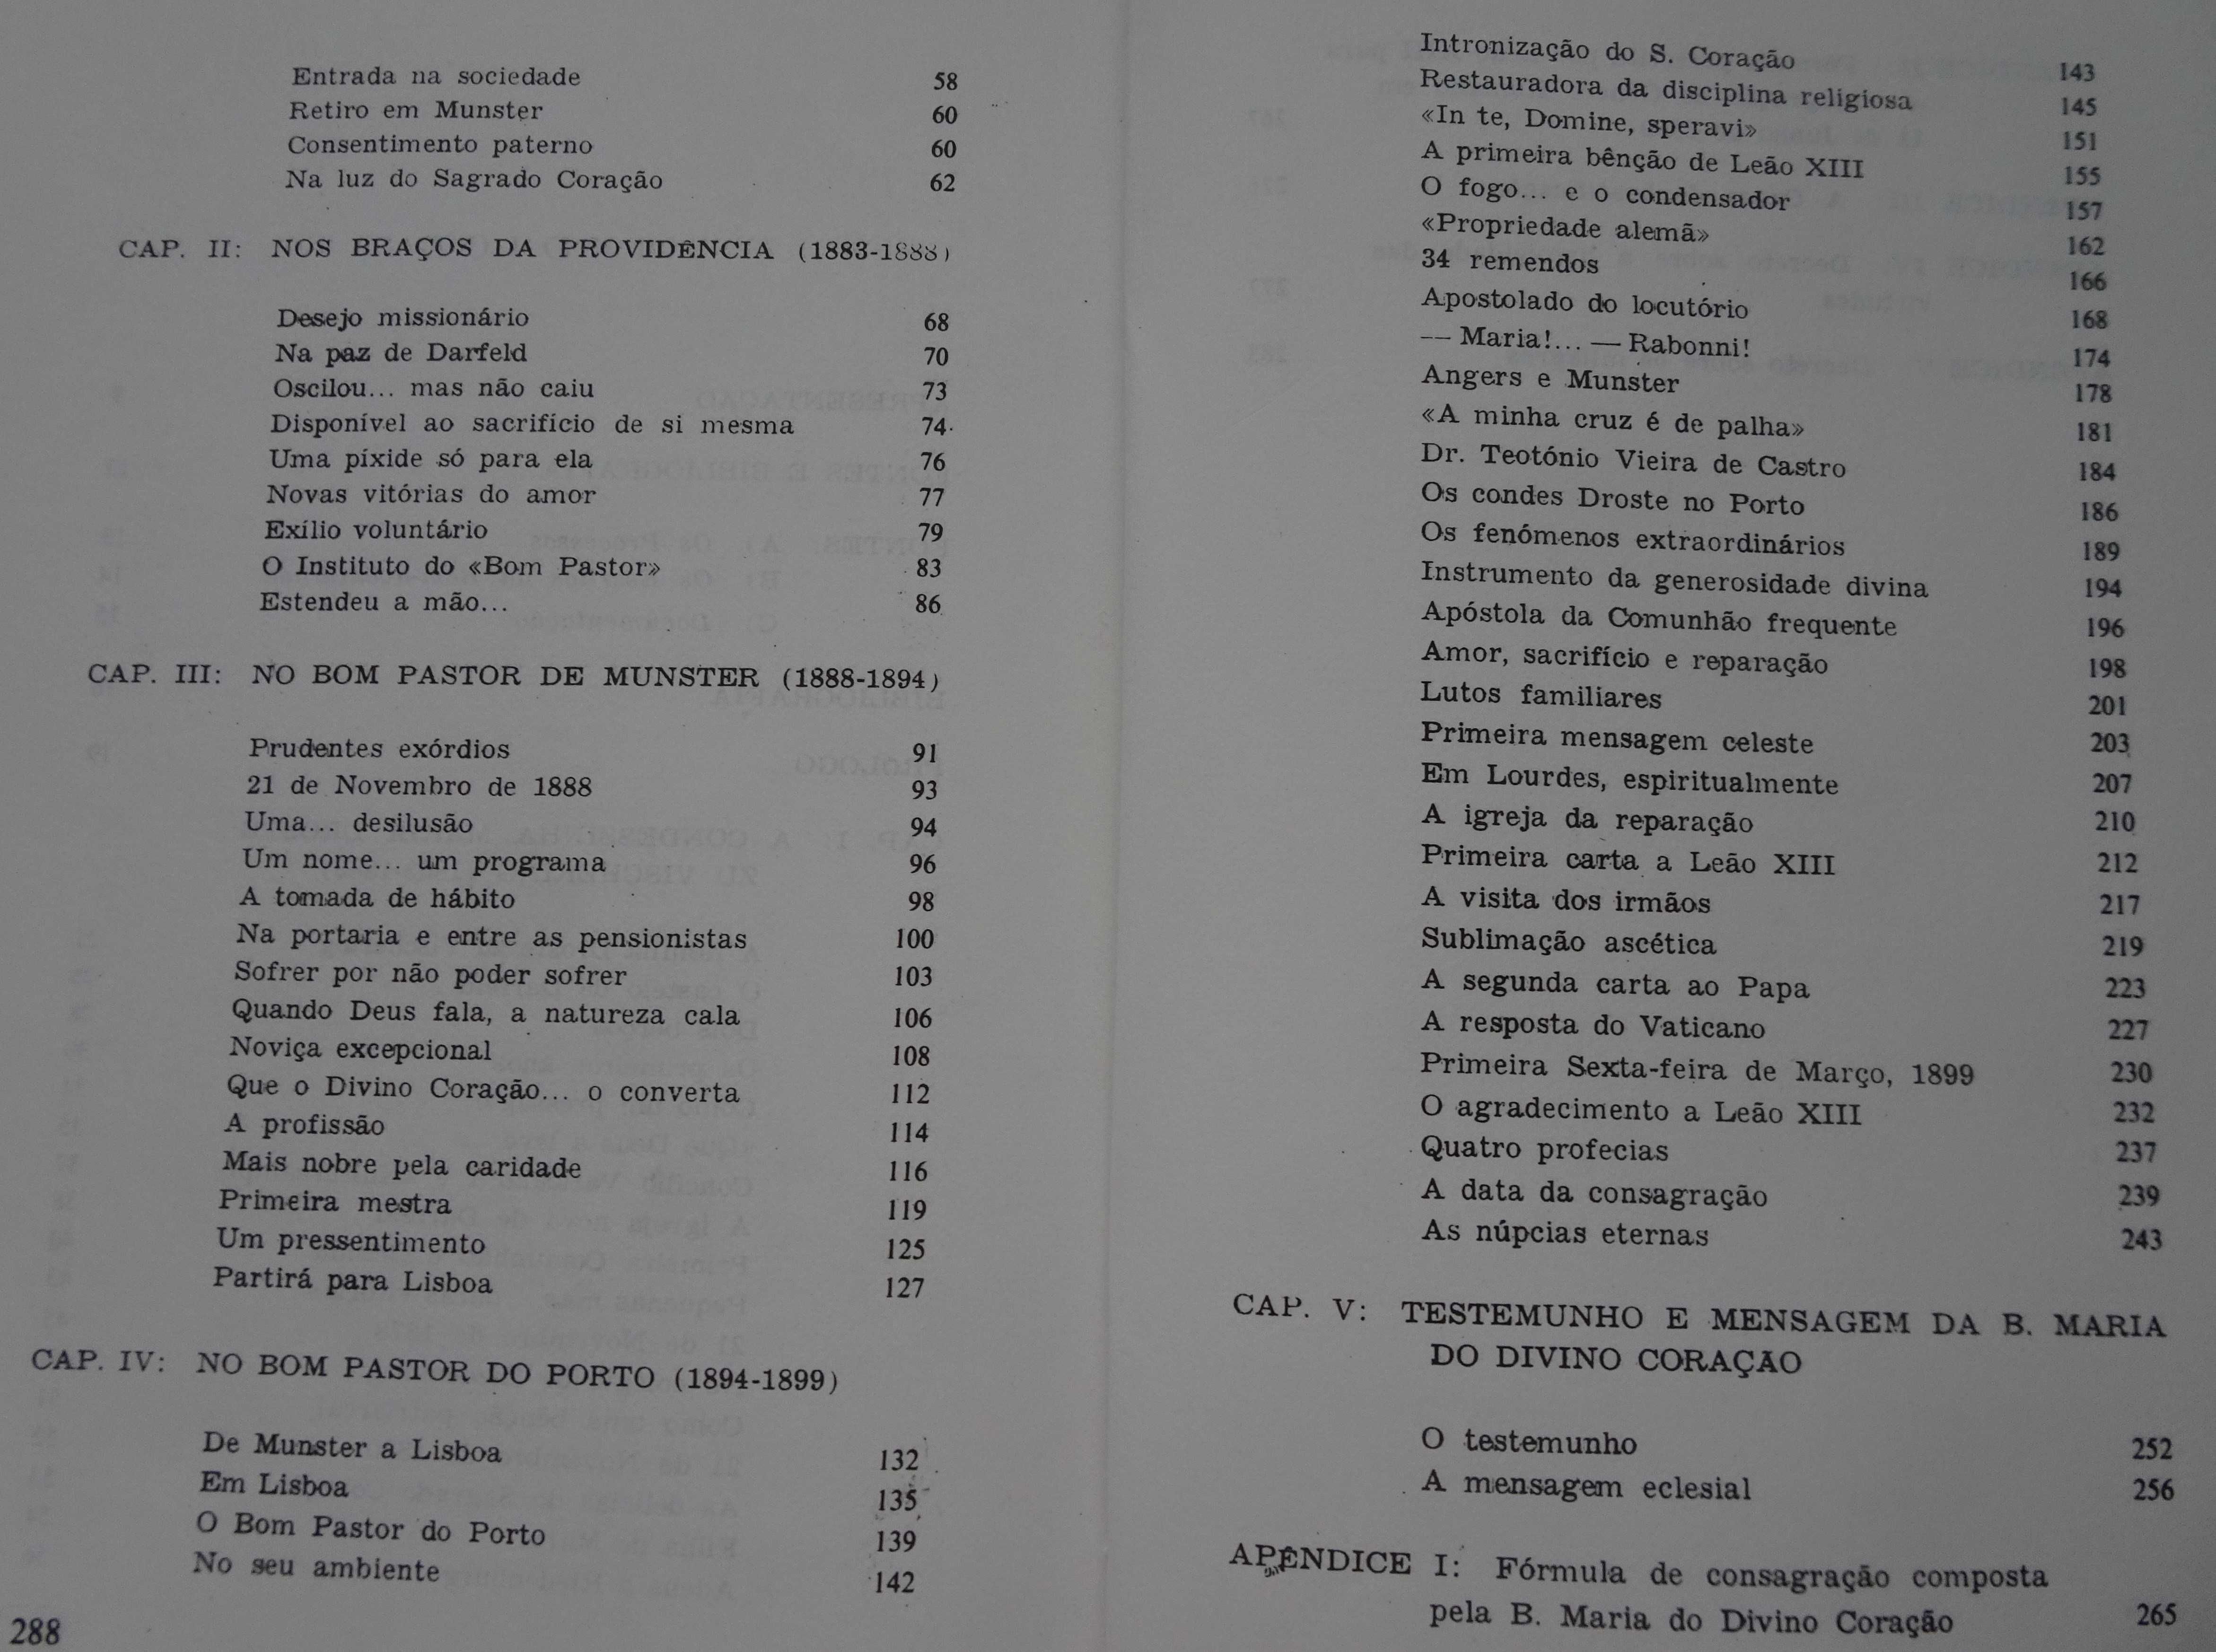 Entrada na sociedade 58
Retiro em Munster 60
Consentimento paterno 60
Na luz do Sagrado Coração 62
CAP. II: NOS BRAÇOS DA PROVIDÊNCIA (1883-1888)
Desejo missionário 68
Na paz de Darfeld 70
Oscilou... mas não caiu 73
Disponível ao sacrifício de si mesma 74
Uma píxide só para ela 76
Novas vitórias do amor 77
Exílio voluntário 79
O Instituto do «Bom Pastor» 83
Estendeu a mão... 86
CAP. III: NO BOM PASTOR DE MUNSTER (1888-1894)
Prudentes exórdios 91
21 de Novembro de 1888 93
Uma... desilusão 94
Um nome... um programa 96
A tomada de hábito 98
Na portaria e entre as pensionistas 100
Sofrer por não poder sofrer 103
Quando Deus fala, a natureza cala 106
Noviça excepcional 108
Que o Divino Coração... o converta 112
A profissão 114
Mais nobre pela caridade 116
Primeira mestra 119
Um pressentimento 125
Partirá para Lisboa 127
CAP. IV: NO BOM PASTOR DO PORTO (1894-1899)
De Munster a Lisboa 132
Em Lisboa 135
O Bom Pastor do Porto 139
No seu ambiente 142
288
Intronização do S. Coração 143
Restauradora da disciplina religiosa 145
«In te, Domine, speravi» 151
A primeira bênção de Leão XIII 155
O fogo... e o condensador 157
«Propriedade alemã» 162
34 remendos 166
Apostolado do locutório 168
— Maria!... — Rabonni! 174
Angers e Munster 178
«A minha cruz é de palha» 181
Dr. Teotónio Vieira de Castro 184
Os condes Droste no Porto 186
Os fenómenos extraordinários 189
Instrumento da generosidade divina 194
Apóstola da Comunhão frequente 196
Amor, sacrifício e reparação 198
Lutos familiares 201
Primeira mensagem celeste 203
Em Lourdes, espiritualmente 207
A igreja da reparação 210
Primeira carta a Leão XIII 212
A visita dos irmãos 217
Sublimação ascética 219
A segunda carta ao Papa 223
A resposta do Vaticano 227
Primeira Sexta-feira de Março, 1899 230
O agradecimento a Leão XIII 232
Quatro profecias 237
A data da consagração 239
As núpcias eternas 243
CAP. V: TESTEMUNHO E MENSAGEM DA B. MARIA
DO DIVINO CORAÇÃO
O testemunho 252
A mensagem eclesial 256
APÊNDICE I: Fórmula de consagração composta
pela B. Maria do Divino Coração 265